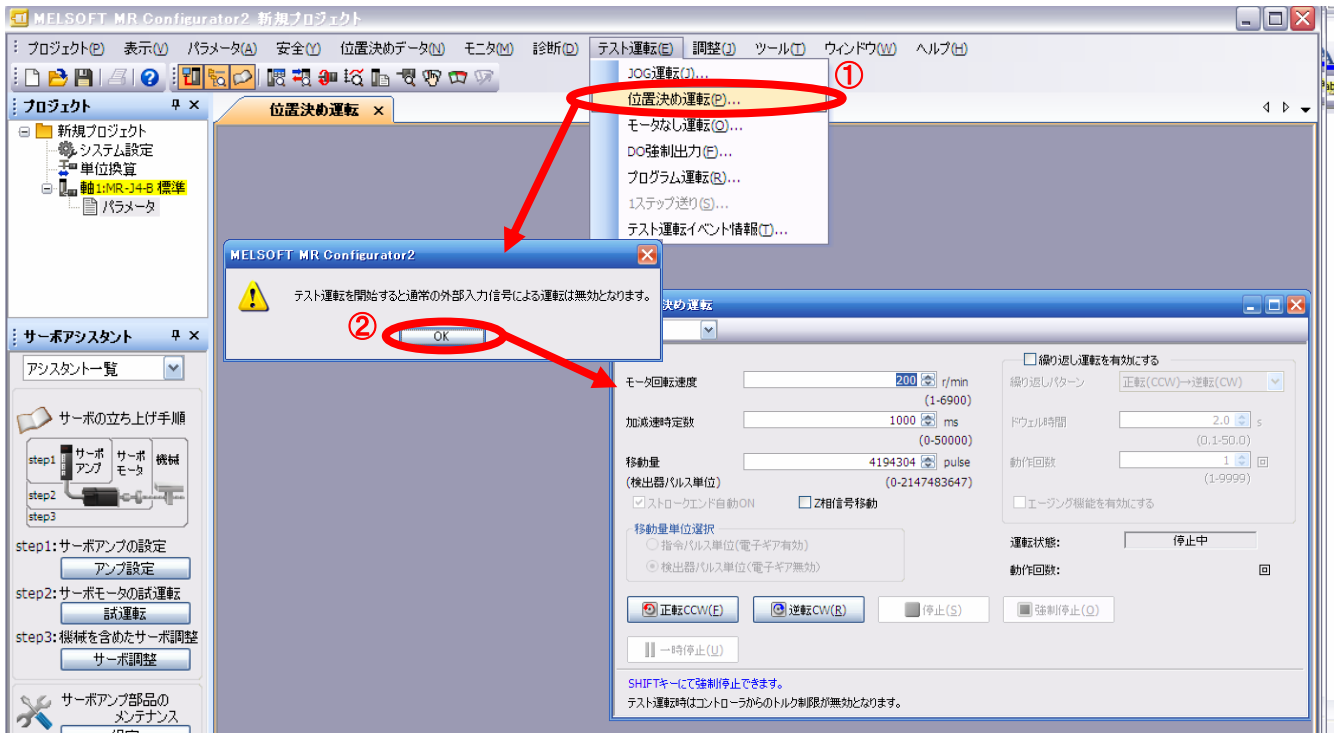 MELSOFT MR Configurator2 新規プロジェクト
プロジェクト(P) 表示(V) パラメータ(A) 安全(Y) 位置決めデータ(N) モニタ(M) 診断(D) テスト運転(E) 調整(J) ツール(T) ウィンドウ(W) ヘルプ(H)
JOG運転(J)...
①
位置決め運転(P)...
モータなし運転(O)...
DO強制出力(F)...
プログラム運転(R)...
1ステップ送り(S)...
テスト運転イベント情報(T)...
プロジェクト
新規プロジェクト
システム設定
単位換算
軸1:MR-J4-B 標準
パラメータ
位置決め運転
MELSOFT MR Configurator2
テスト運転を開始すると通常の外部入力信号による運転は無効となります。
②
OK
サーボアシスタント
アシスタント一覧
サーボの立ち上げ手順
step1
サーボ
アンプ
サーボ
モータ
機械
step2
step3
step1:サーボアンプの設定
アンプ設定
step2:サーボモータの試運転
試運転
step3:機械を含めたサーボ調整
サーボ調整
サーボアンプ部品の
メンテナンス
決め運転
モータ回転速度 200 r/min
(1-6900)
加減速時定数 1000 ms
(0-50000)
移動量 4194304 pulse
(検出器パルス単位) (0-2147483647)
ストロークエンド自動ON Z相信号移動
移動量単位選択
指令パルス単位(電子ギア有効)
検出器パルス単位(電子ギア無効)
繰り返し運転を有効にする
繰り返しパターン 正転(CCW)→逆転(CW)
ドウェル時間 2.0 s
(0.1-50.0)
動作回数 1 回
(1-9999)
エージング機能を有効にする
運転状態: 停止中
動作回数: 回
正転CCW(F) 逆転CW(R) 停止(S) 強制停止(O)
一時停止(U)
SHIFTキーにて強制停止できます。
テスト運転時はコントローラからのトルク制限が無効となります。